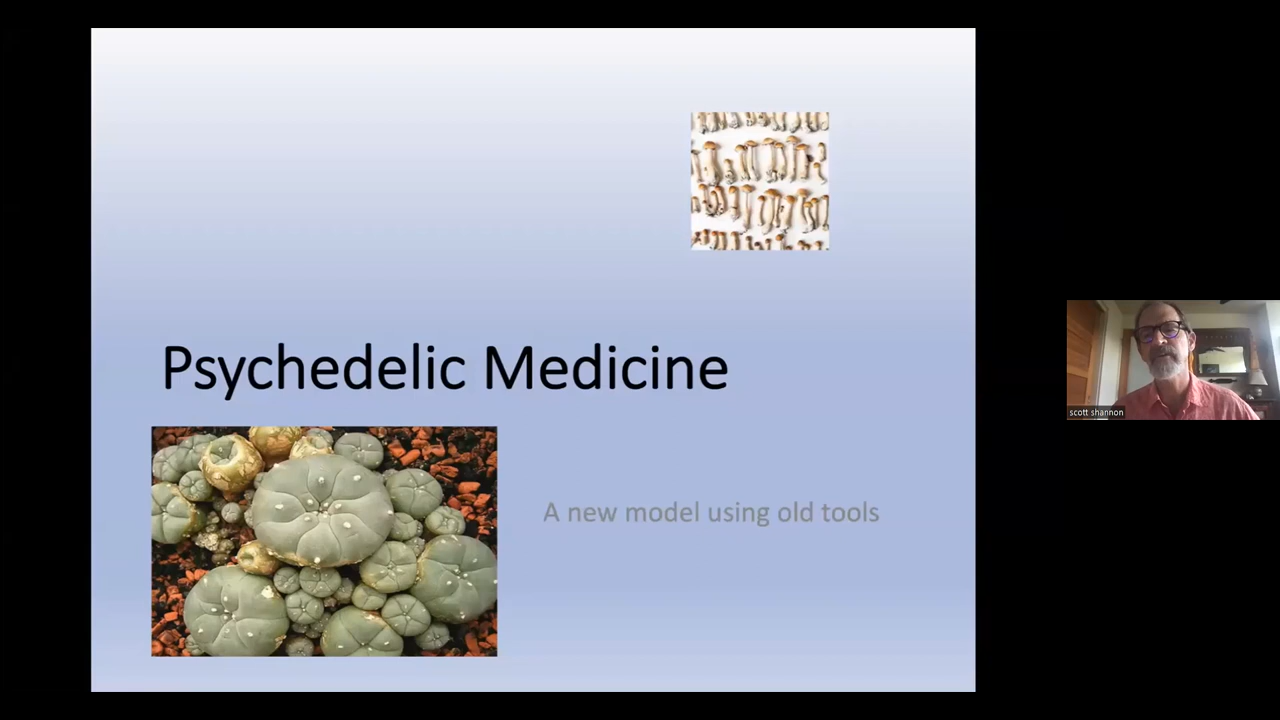 Psychedelic Medicine
A new model using old tools
scott shannon